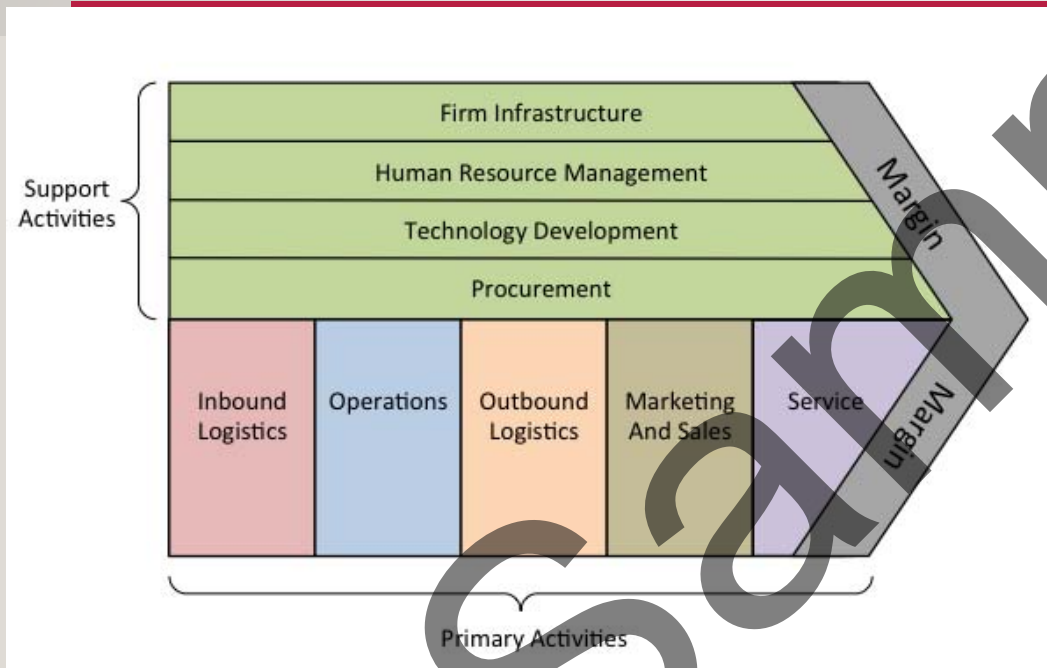 Firm Infrastructure
Human Resource Management
Technology Development
Procurement
Support
Activities
Margin
Margin
Inbound
Logistics
Operations
Outbound
Logistics
Marketing
And Sales
Service
Primary Activities